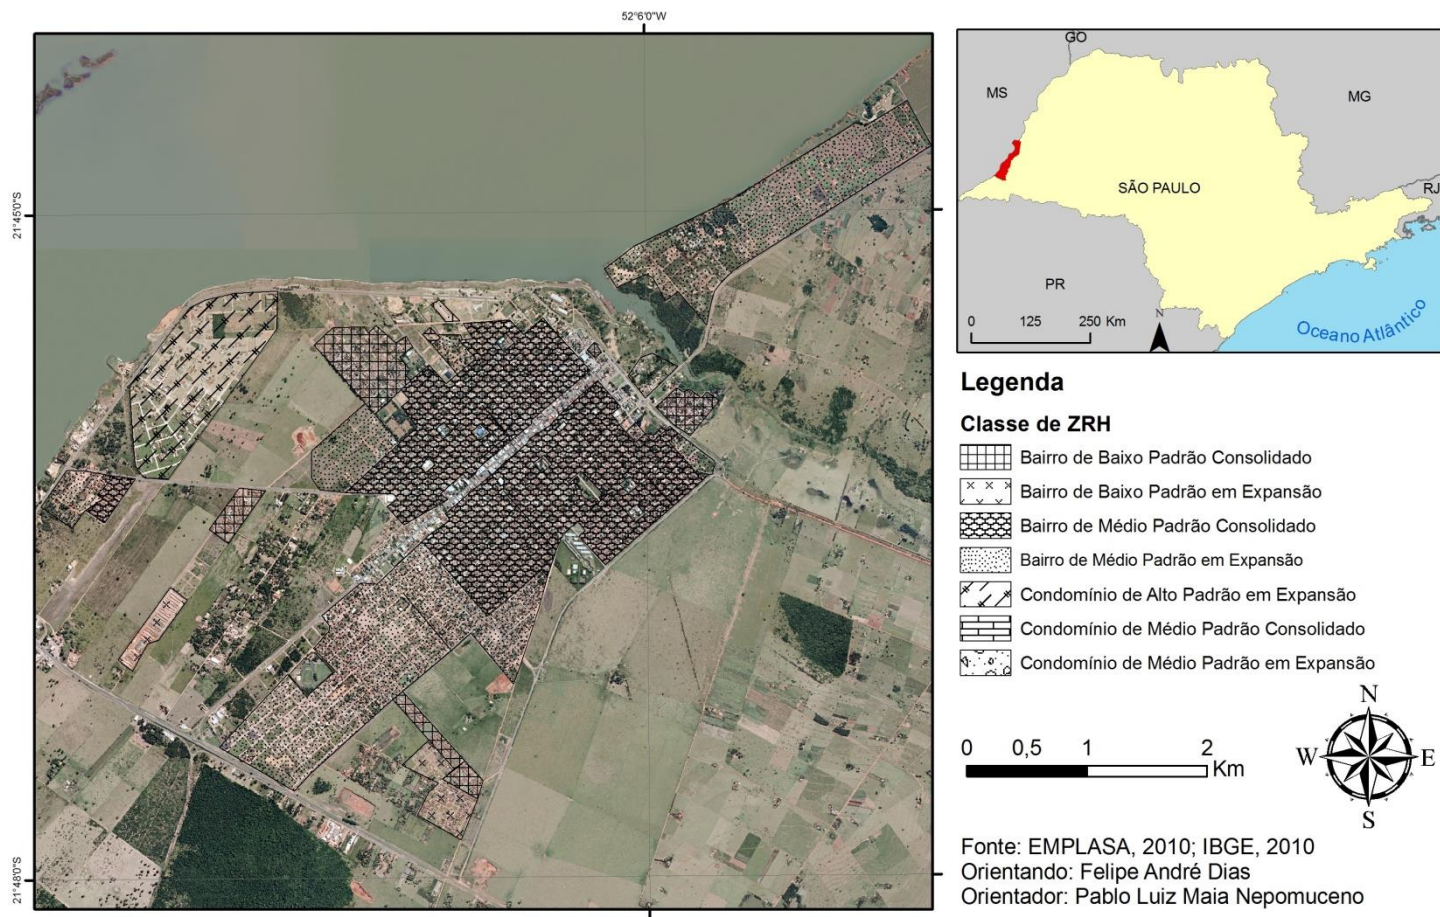 52°6'0"W
21°45'0"S
21°48'0"S
GO
MS
MG
SÃO PAULO
RJ
PR
N
0 125 250 Km
Oceano Atlântico
Legenda
Classe de ZRH
Bairro de Baixo Padrão Consolidado
Bairro de Baixo Padrão em Expansão
Bairro de Médio Padrão Consolidado
Bairro de Médio Padrão em Expansão
Condomínio de Alto Padrão em Expansão
Condomínio de Médio Padrão Consolidado
Condomínio de Médio Padrão em Expansão
0 0,5 1 2
Km
N
W E
S
Fonte: EMPLASA, 2010; IBGE, 2010
Orientando: Felipe André Dias
Orientador: Pablo Luiz Maia Nepomuceno